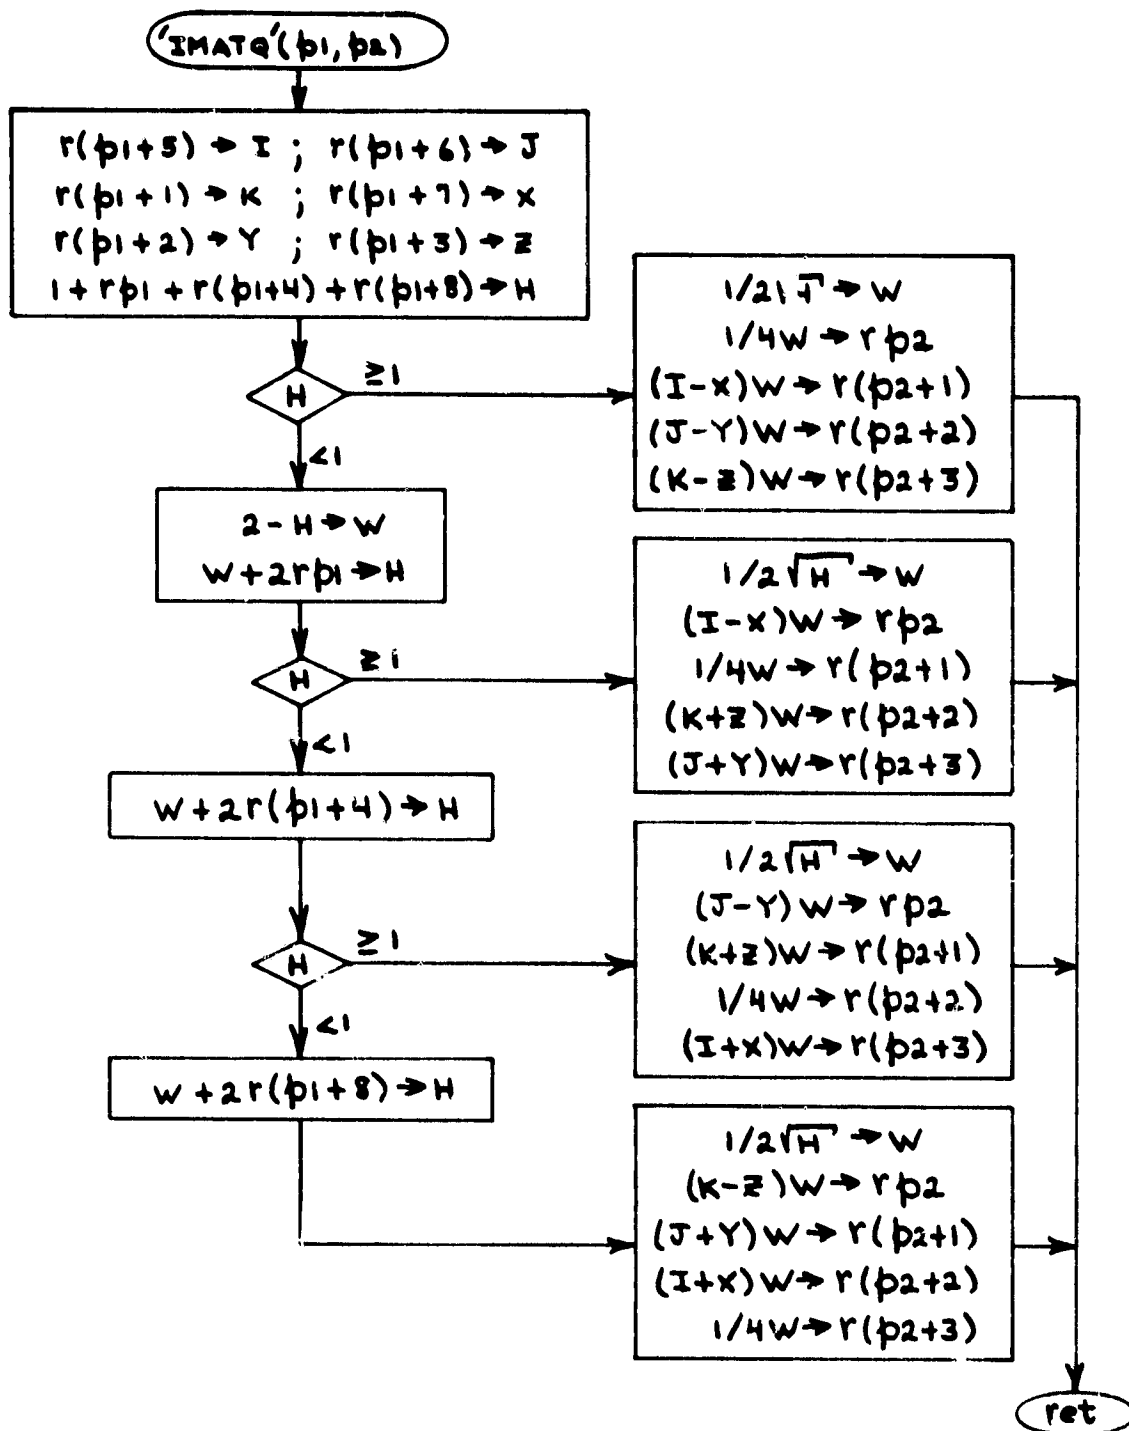 'IMATQ'(p1, p2)
r(p1+5) → I ; r(p1+6) → J
r(p1+1) → K ; r(p1+7) → X
r(p1+2) → Y ; r(p1+3) → Z
1 + rp1 + r(p1+4) + r(p1+8) → H
H
≥1
<1
1/2 → W
1/4W → rp2
(I-X)W → r(p2+1)
(J-Y)W → r(p2+2)
(K-Z)W → r(p2+3)
2 - H → W
W + 2rp1 → H
H
≥1
<1
1/2√H → W
(I-X)W → rp2
1/4W → r(p2+1)
(K+Z)W → r(p2+2)
(J+Y)W → r(p2+3)
W + 2r(p1+4) → H
H
≥1
<1
1/2√H → W
(J-Y)W → rp2
(K+Z)W → r(p2+1)
1/4W → r(p2+2)
(I+X)W → r(p2+3)
W + 2r(p1+8) → H
1/2√H → W
(K-Z)W → rp2
(J+Y)W → r(p2+1)
(I+X)W → r(p2+2)
1/4W → r(p2+3)
ret